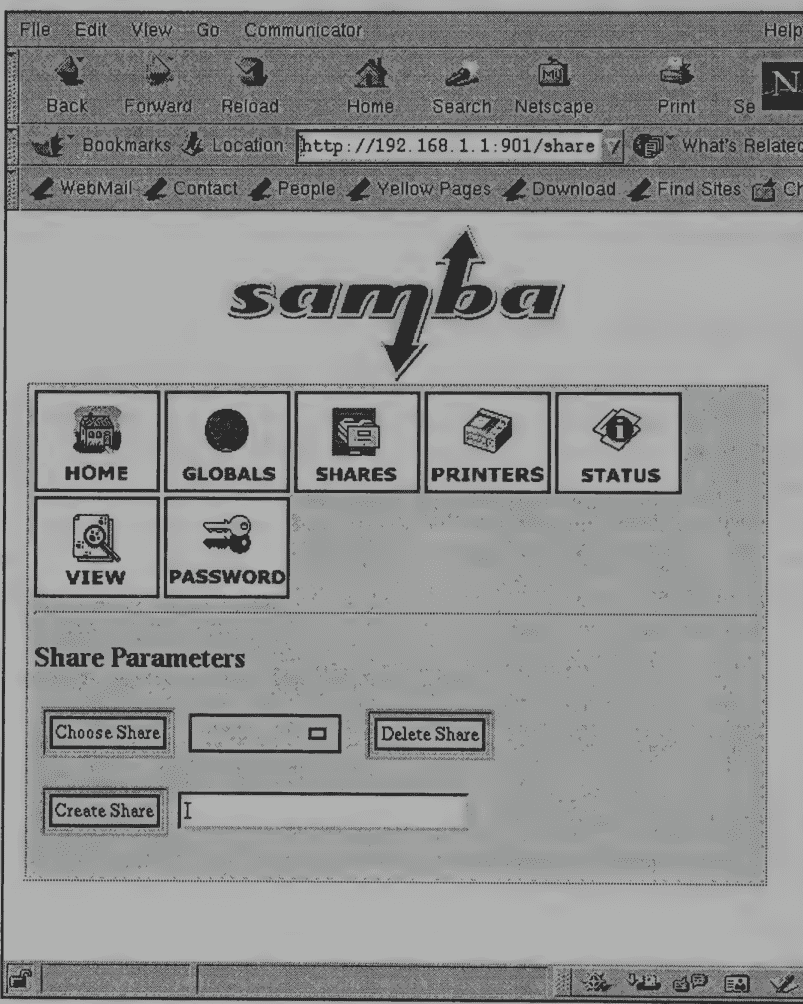 File Edit View Go Communicator Help
Back Forward Reload Home Search Netscape Print Se
N
Bookmarks Location http://192.168.1.1:901/share What's Related
WebMail Contact People Yellow Pages Download Find Sites Ch
samba
HOME GLOBALS SHARES PRINTERS STATUS
VIEW PASSWORD
Share Parameters
Choose Share Delete Share
Create Share